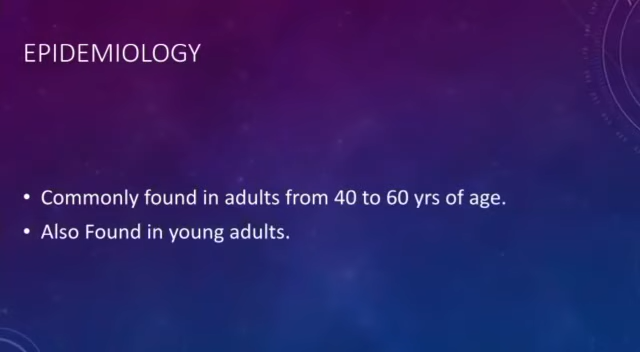 EPIDEMIOLOGY
• Commonly found in adults from 40 to 60 yrs of age.
• Also Found in young adults.